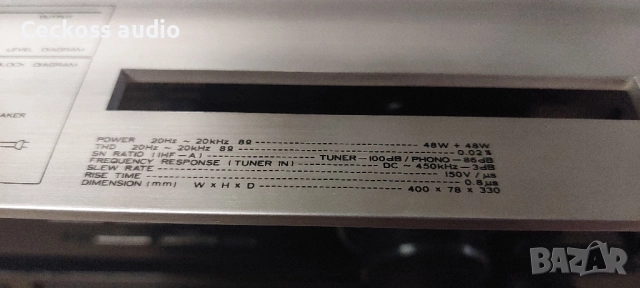 Ceckoss audio
OUTPUT
LEVEL DIAGRAM
BLOCK DIAGRAM
POWER 20Hz ~ 20kHz 8Ω 48W + 48W
THD 20Hz ~ 20kHz 8Ω 0.02%
SN RATIO (IHF-A) TUNER-100dB/PHONO-86dB
FREQUENCY RESPONSE (TUNER IN) DC ~ 450kHz-3dB
SLEW RATE 150V/μs
RISE TIME 0.8μs
DIMENSION (mm) W×H×D 400 × 78 × 330
BAZAR